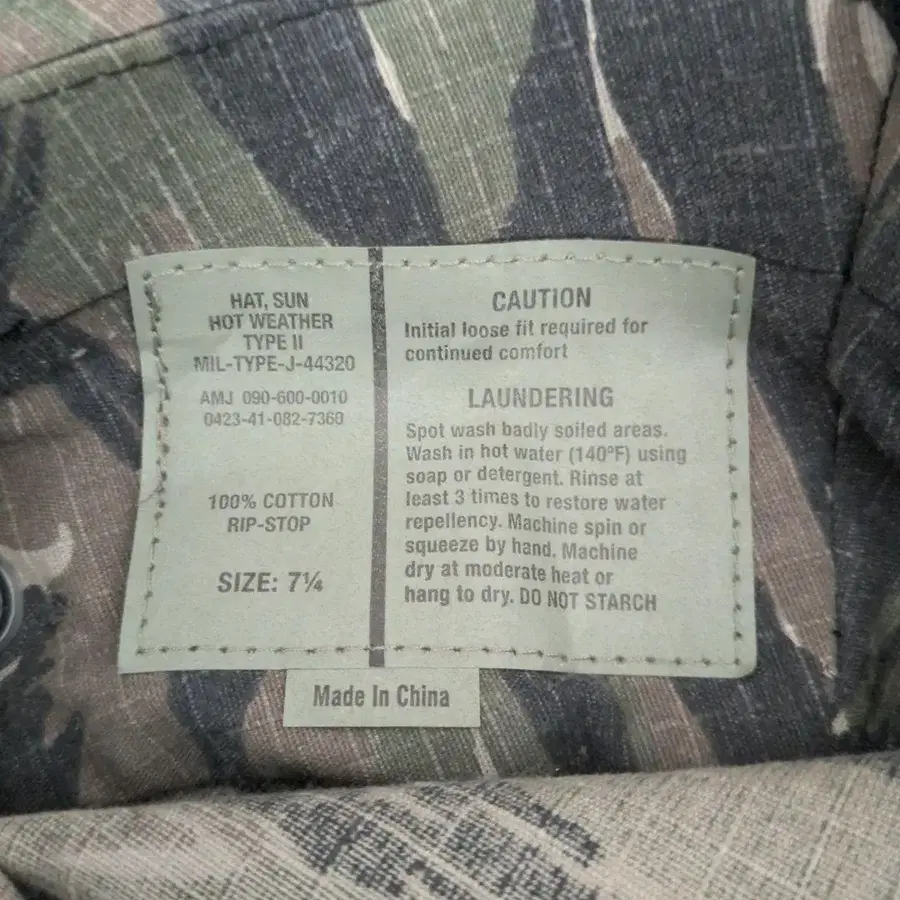 HAT, SUN
HOT WEATHER
TYPE II
MIL-TYPE-J-44320
AMJ 090-600-0010
0423-41-082-7360
100% COTTON
RIP-STOP
SIZE: 7¼
CAUTION
Initial loose fit required for
continued comfort
LAUNDERING
Spot wash badly soiled areas.
Wash in hot water (140ºF) using
soap or detergent. Rinse at
least 3 times to restore water
repellency. Machine spin or
squeeze by hand. Machine
dry at moderate heat or
hang to dry. DO NOT STARCH
Made In China